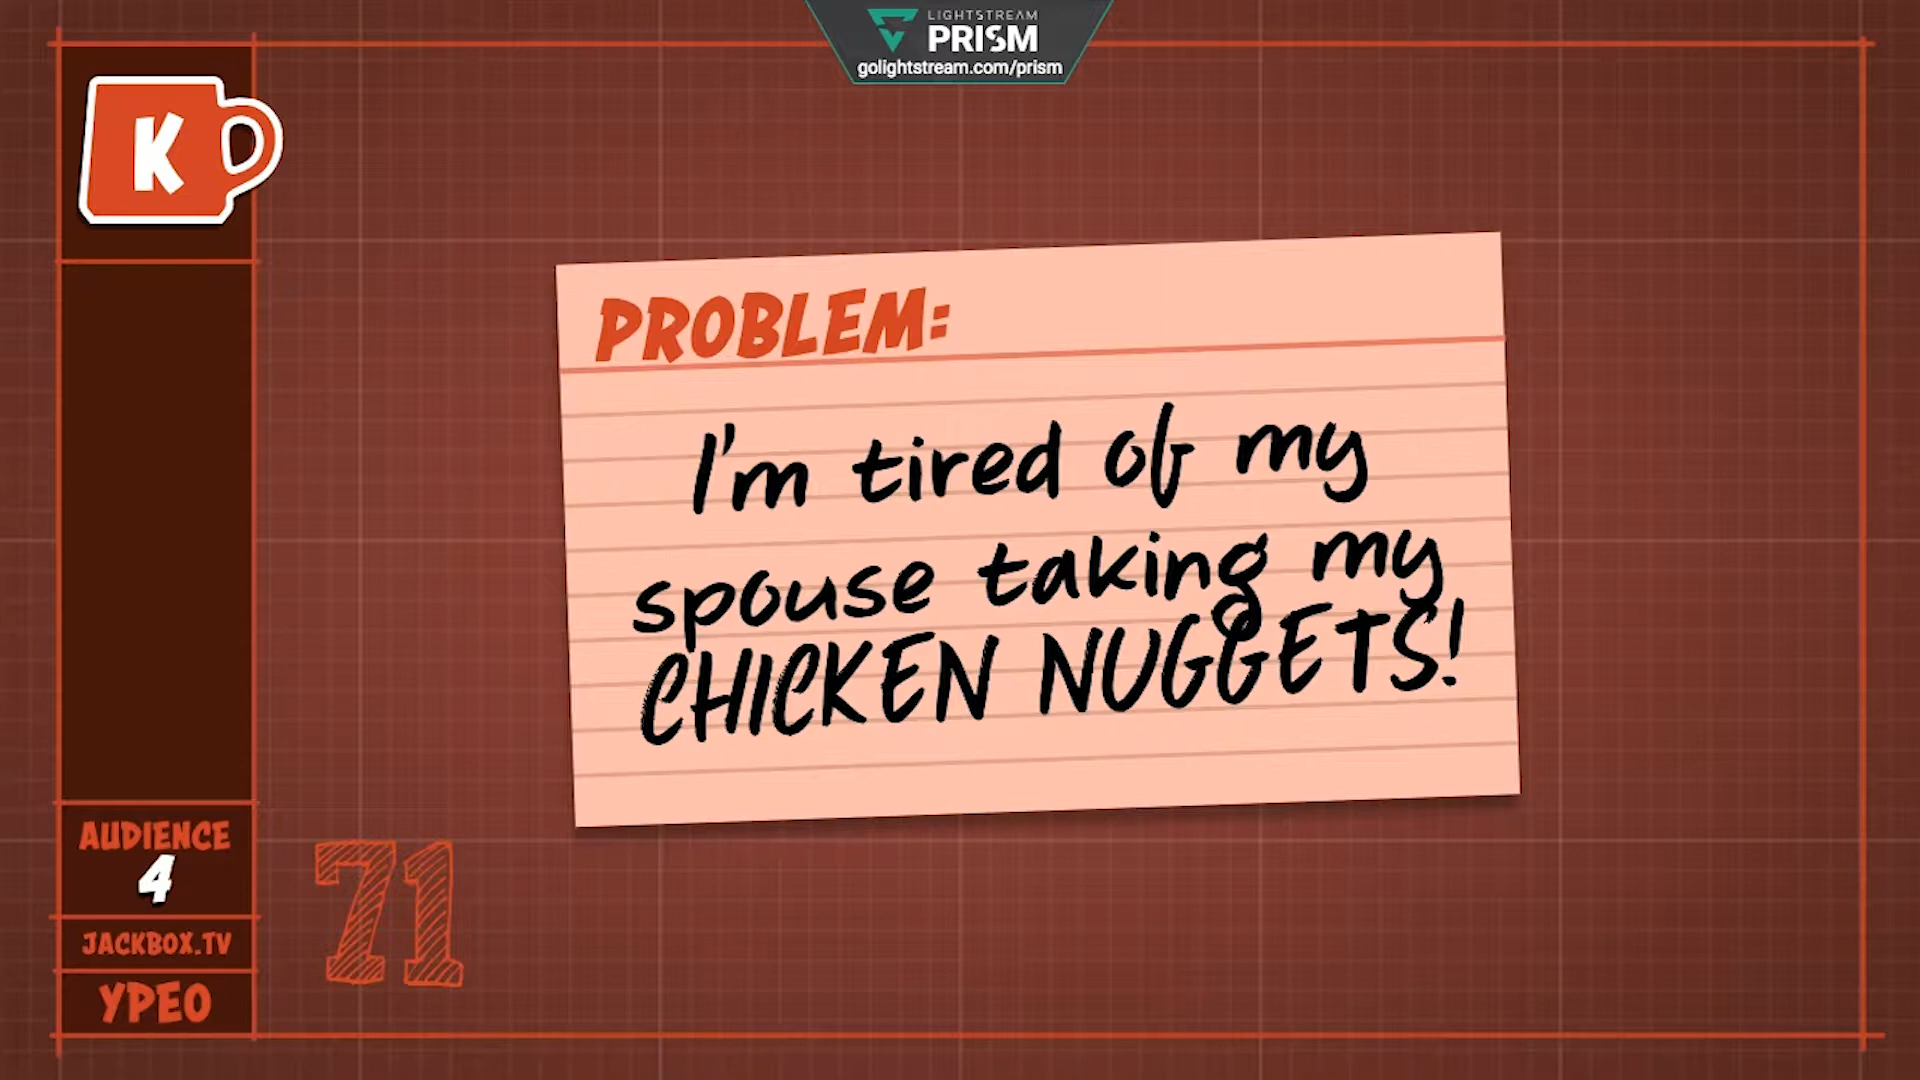 LIGHTSTREAM
PRISM
golightstream.com/prism
K
PROBLEM:
I'm tired of my
spouse taking my
CHICKEN NUGGETS!
AUDIENCE
4
JACKBOX.TV
YPEO
71